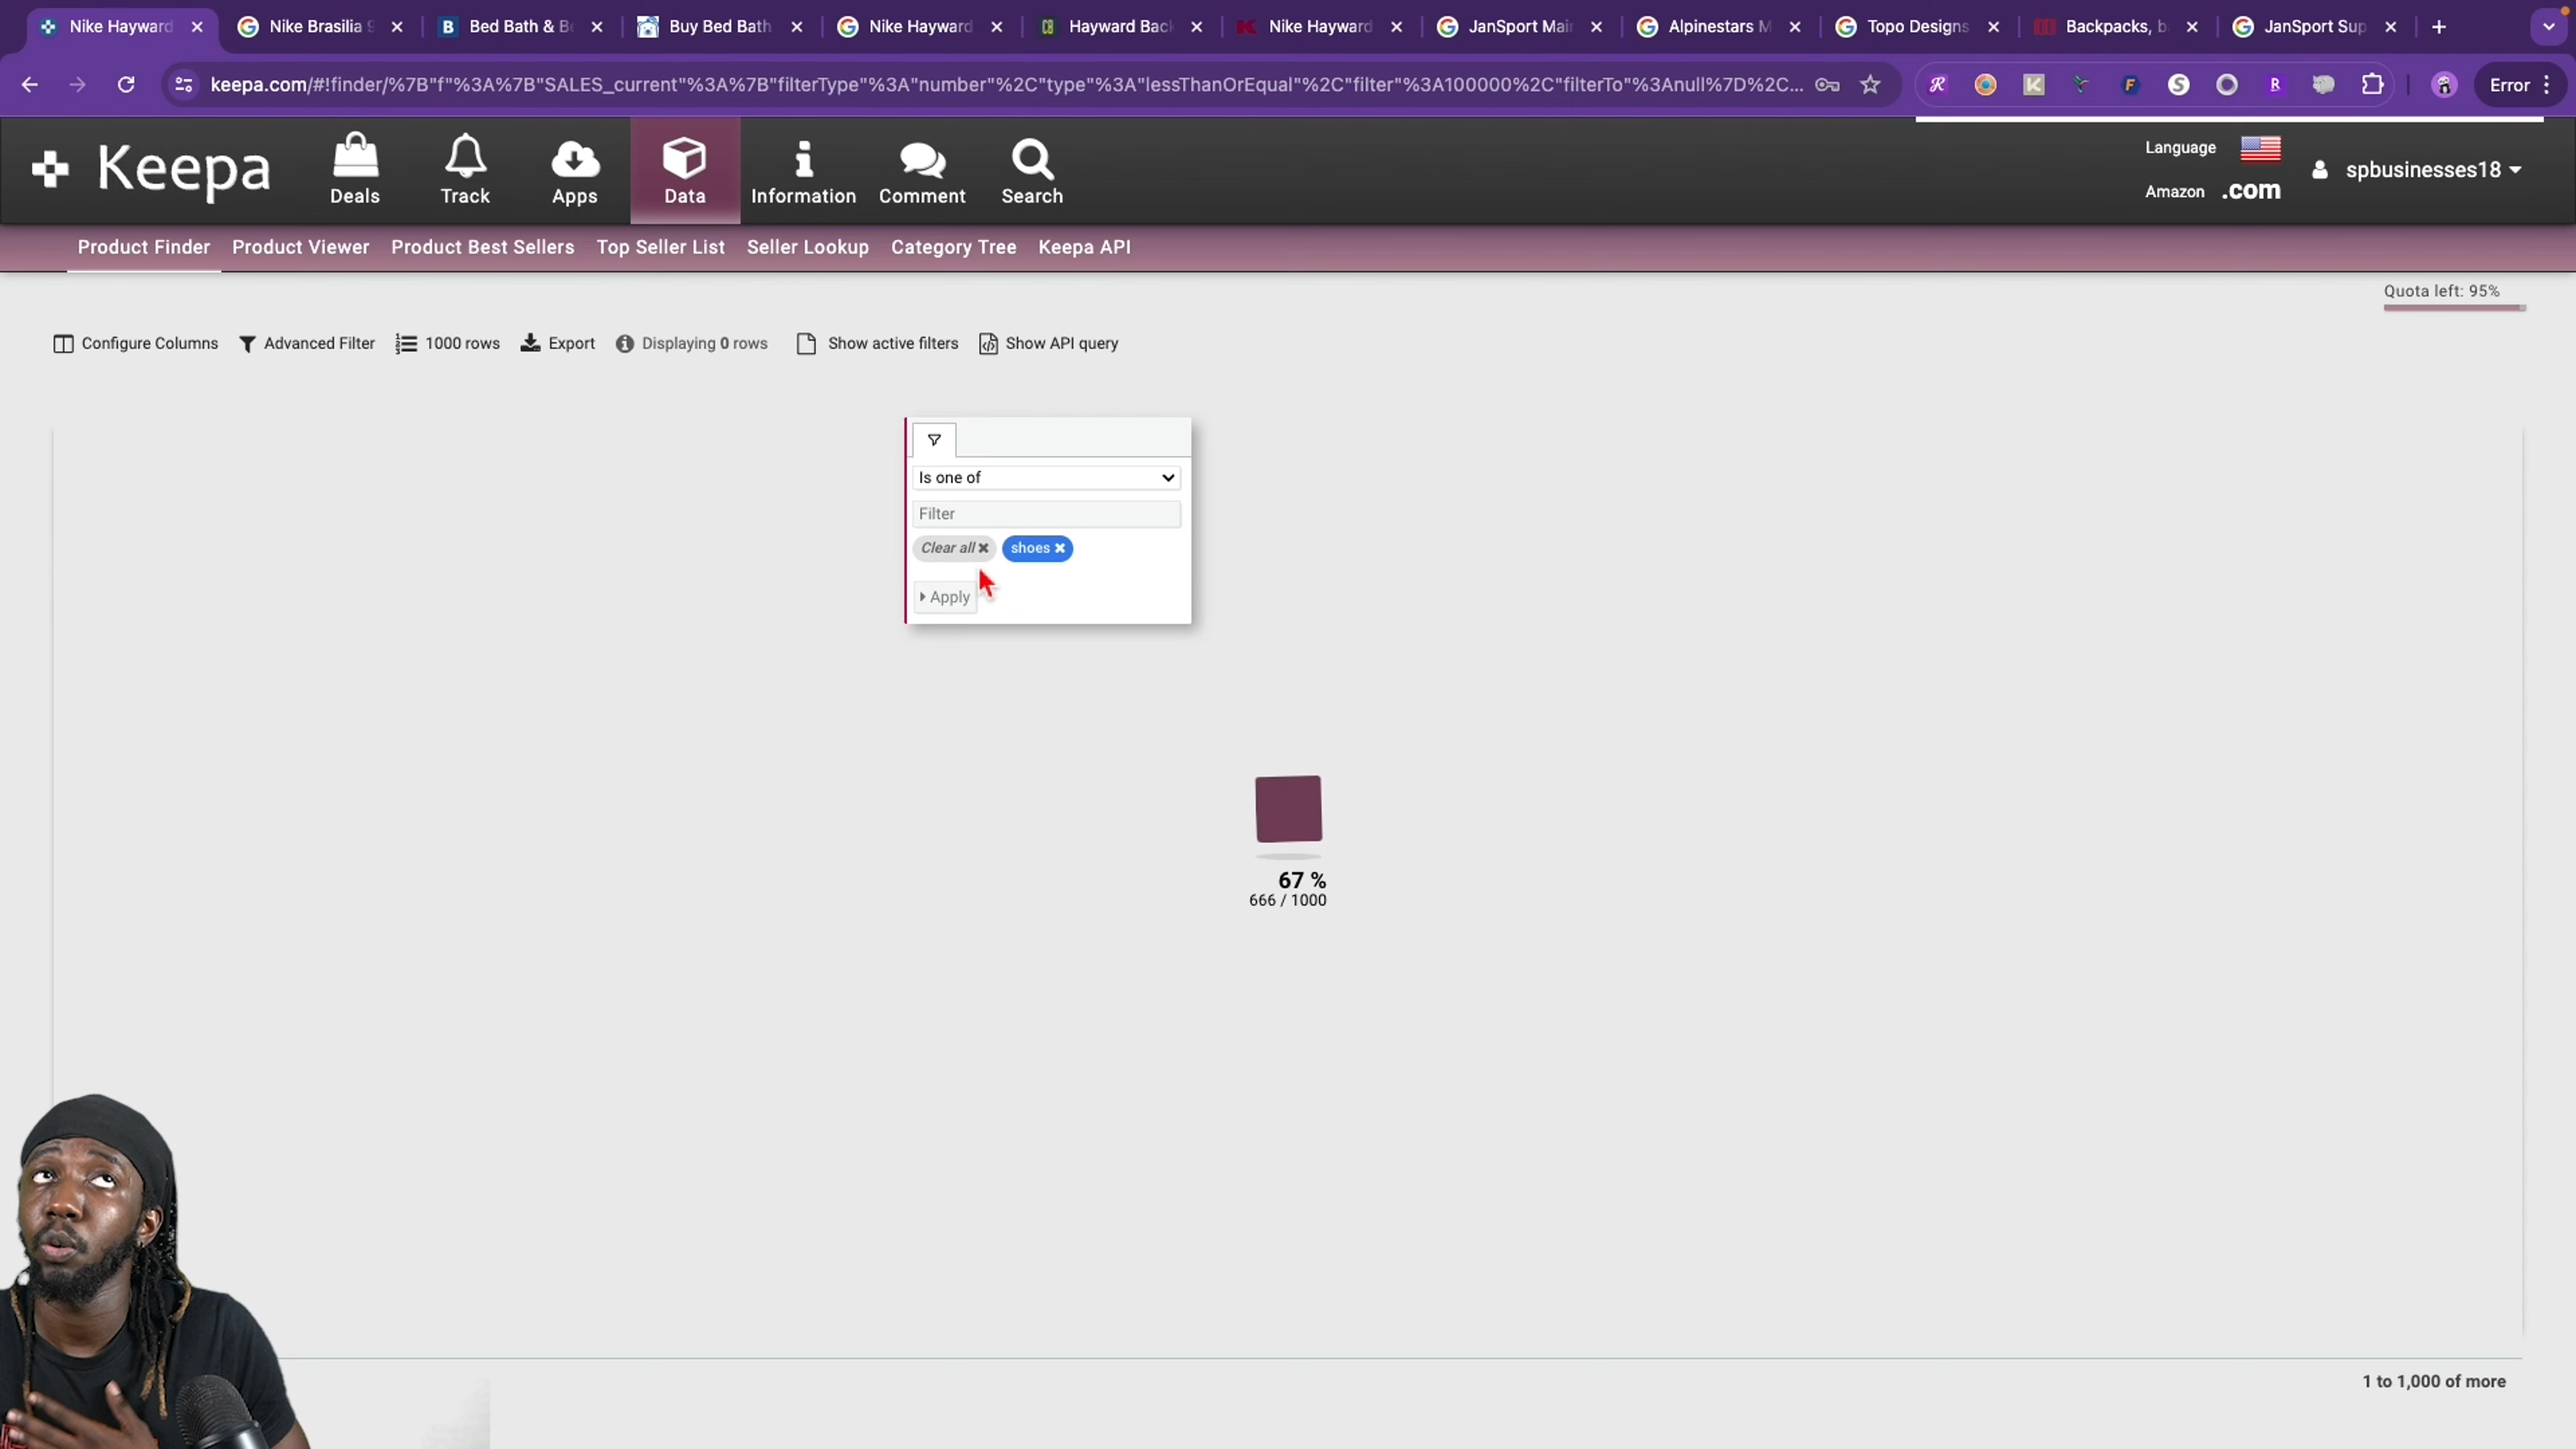 Nike Hayward
Nike Brasilia 9
Bed Bath & Be
Buy Bed Bath
Nike Hayward
Hayward Back
Nike Hayward
JanSport Main
Alpinestars M
Topo Designs
Backpacks, b
JanSport Sup
keepa.com/#!finder/%7B"f"%3A%7B"SALES_current"%3A%7B"filterType"%3A"number"%2C"type"%3A"lessThanOrEqual"%2C"filter"%3A100000%2C"filterTo"%3Anull%7D%2C...
Error
Keepa
Deals
Track
Apps
Data
Information
Comment
Search
Language
Amazon .com
spbusinesses18
Product Finder Product Viewer Product Best Sellers Top Seller List Seller Lookup Category Tree Keepa API
Quota left: 95%
Configure Columns Advanced Filter 1000 rows Export Displaying 0 rows Show active filters Show API query
Is one of
Filter
Clear all shoes
Apply
67 %
666 / 1000
1 to 1,000 of more